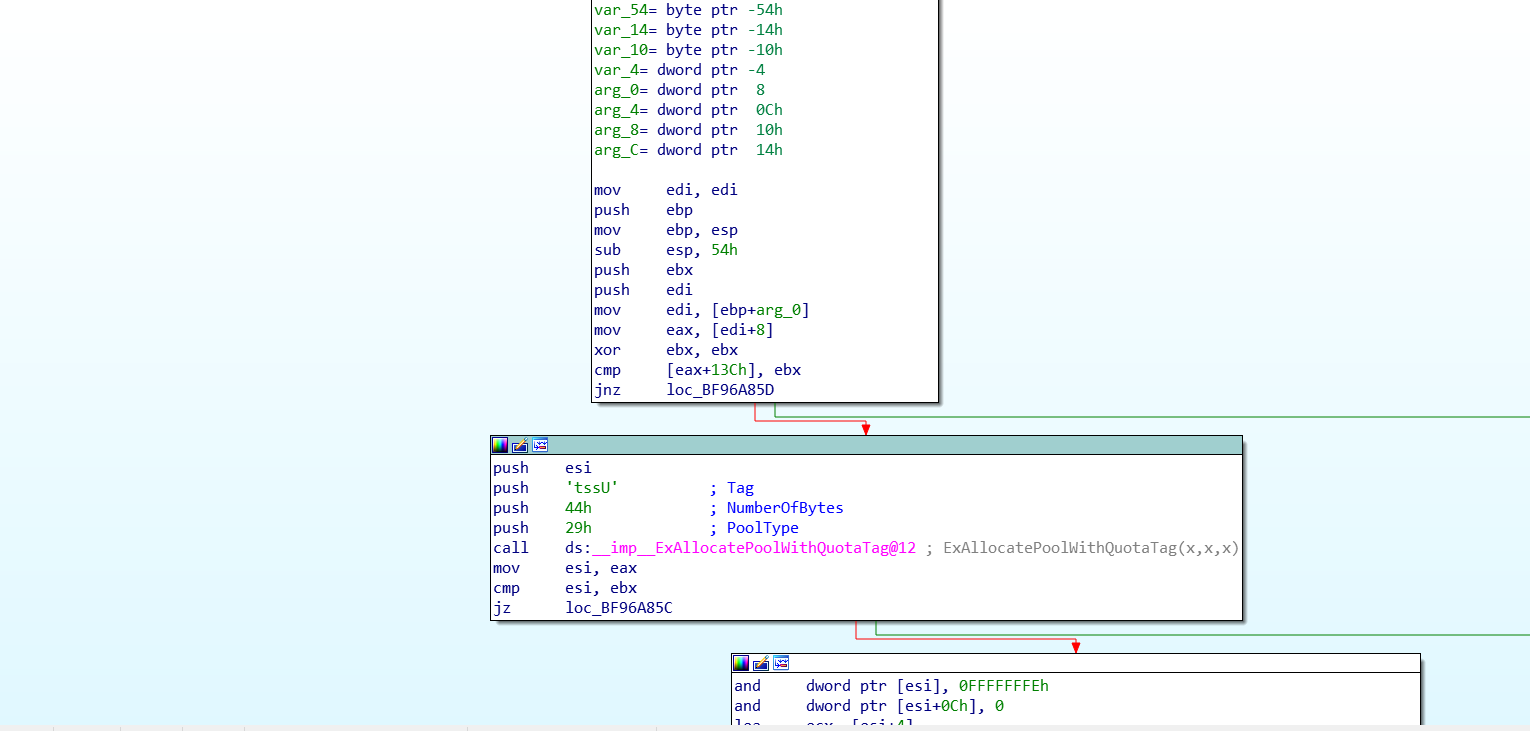 var_54= byte ptr -54h
var_14= byte ptr -14h
var_10= byte ptr -10h
var_4= dword ptr -4
arg_0= dword ptr  8
arg_4= dword ptr  0Ch
arg_8= dword ptr  10h
arg_C= dword ptr  14h
mov     edi, edi
push    ebp
mov     ebp, esp
sub     esp, 54h
push    ebx
push    edi
mov     edi, [ebp+arg_0]
mov     eax, [edi+8]
xor     ebx, ebx
cmp     [eax+13Ch], ebx
jnz     loc_BF96A85D
push    esi
push    'tssU'          ; Tag
push    44h             ; NumberOfBytes
push    29h             ; PoolType
call    ds:__imp__ExAllocatePoolWithQuotaTag@12 ; ExAllocatePoolWithQuotaTag(x,x,x)
mov     esi, eax
cmp     esi, ebx
jz      loc_BF96A85C
and     dword ptr [esi], 0FFFFFFFEh
and     dword ptr [esi+0Ch], 0
lea     ecx, [esi+4]